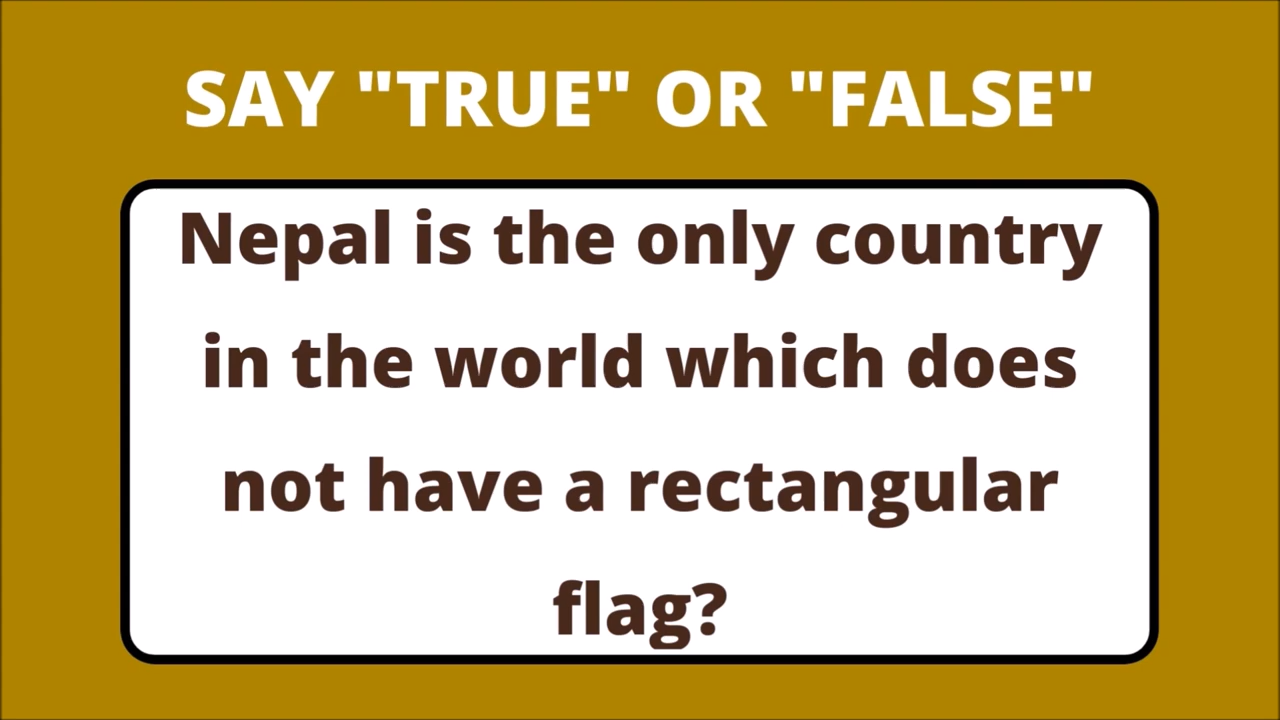 SAY "TRUE" OR "FALSE"
Nepal is the only country
in the world which does
not have a rectangular
flag?